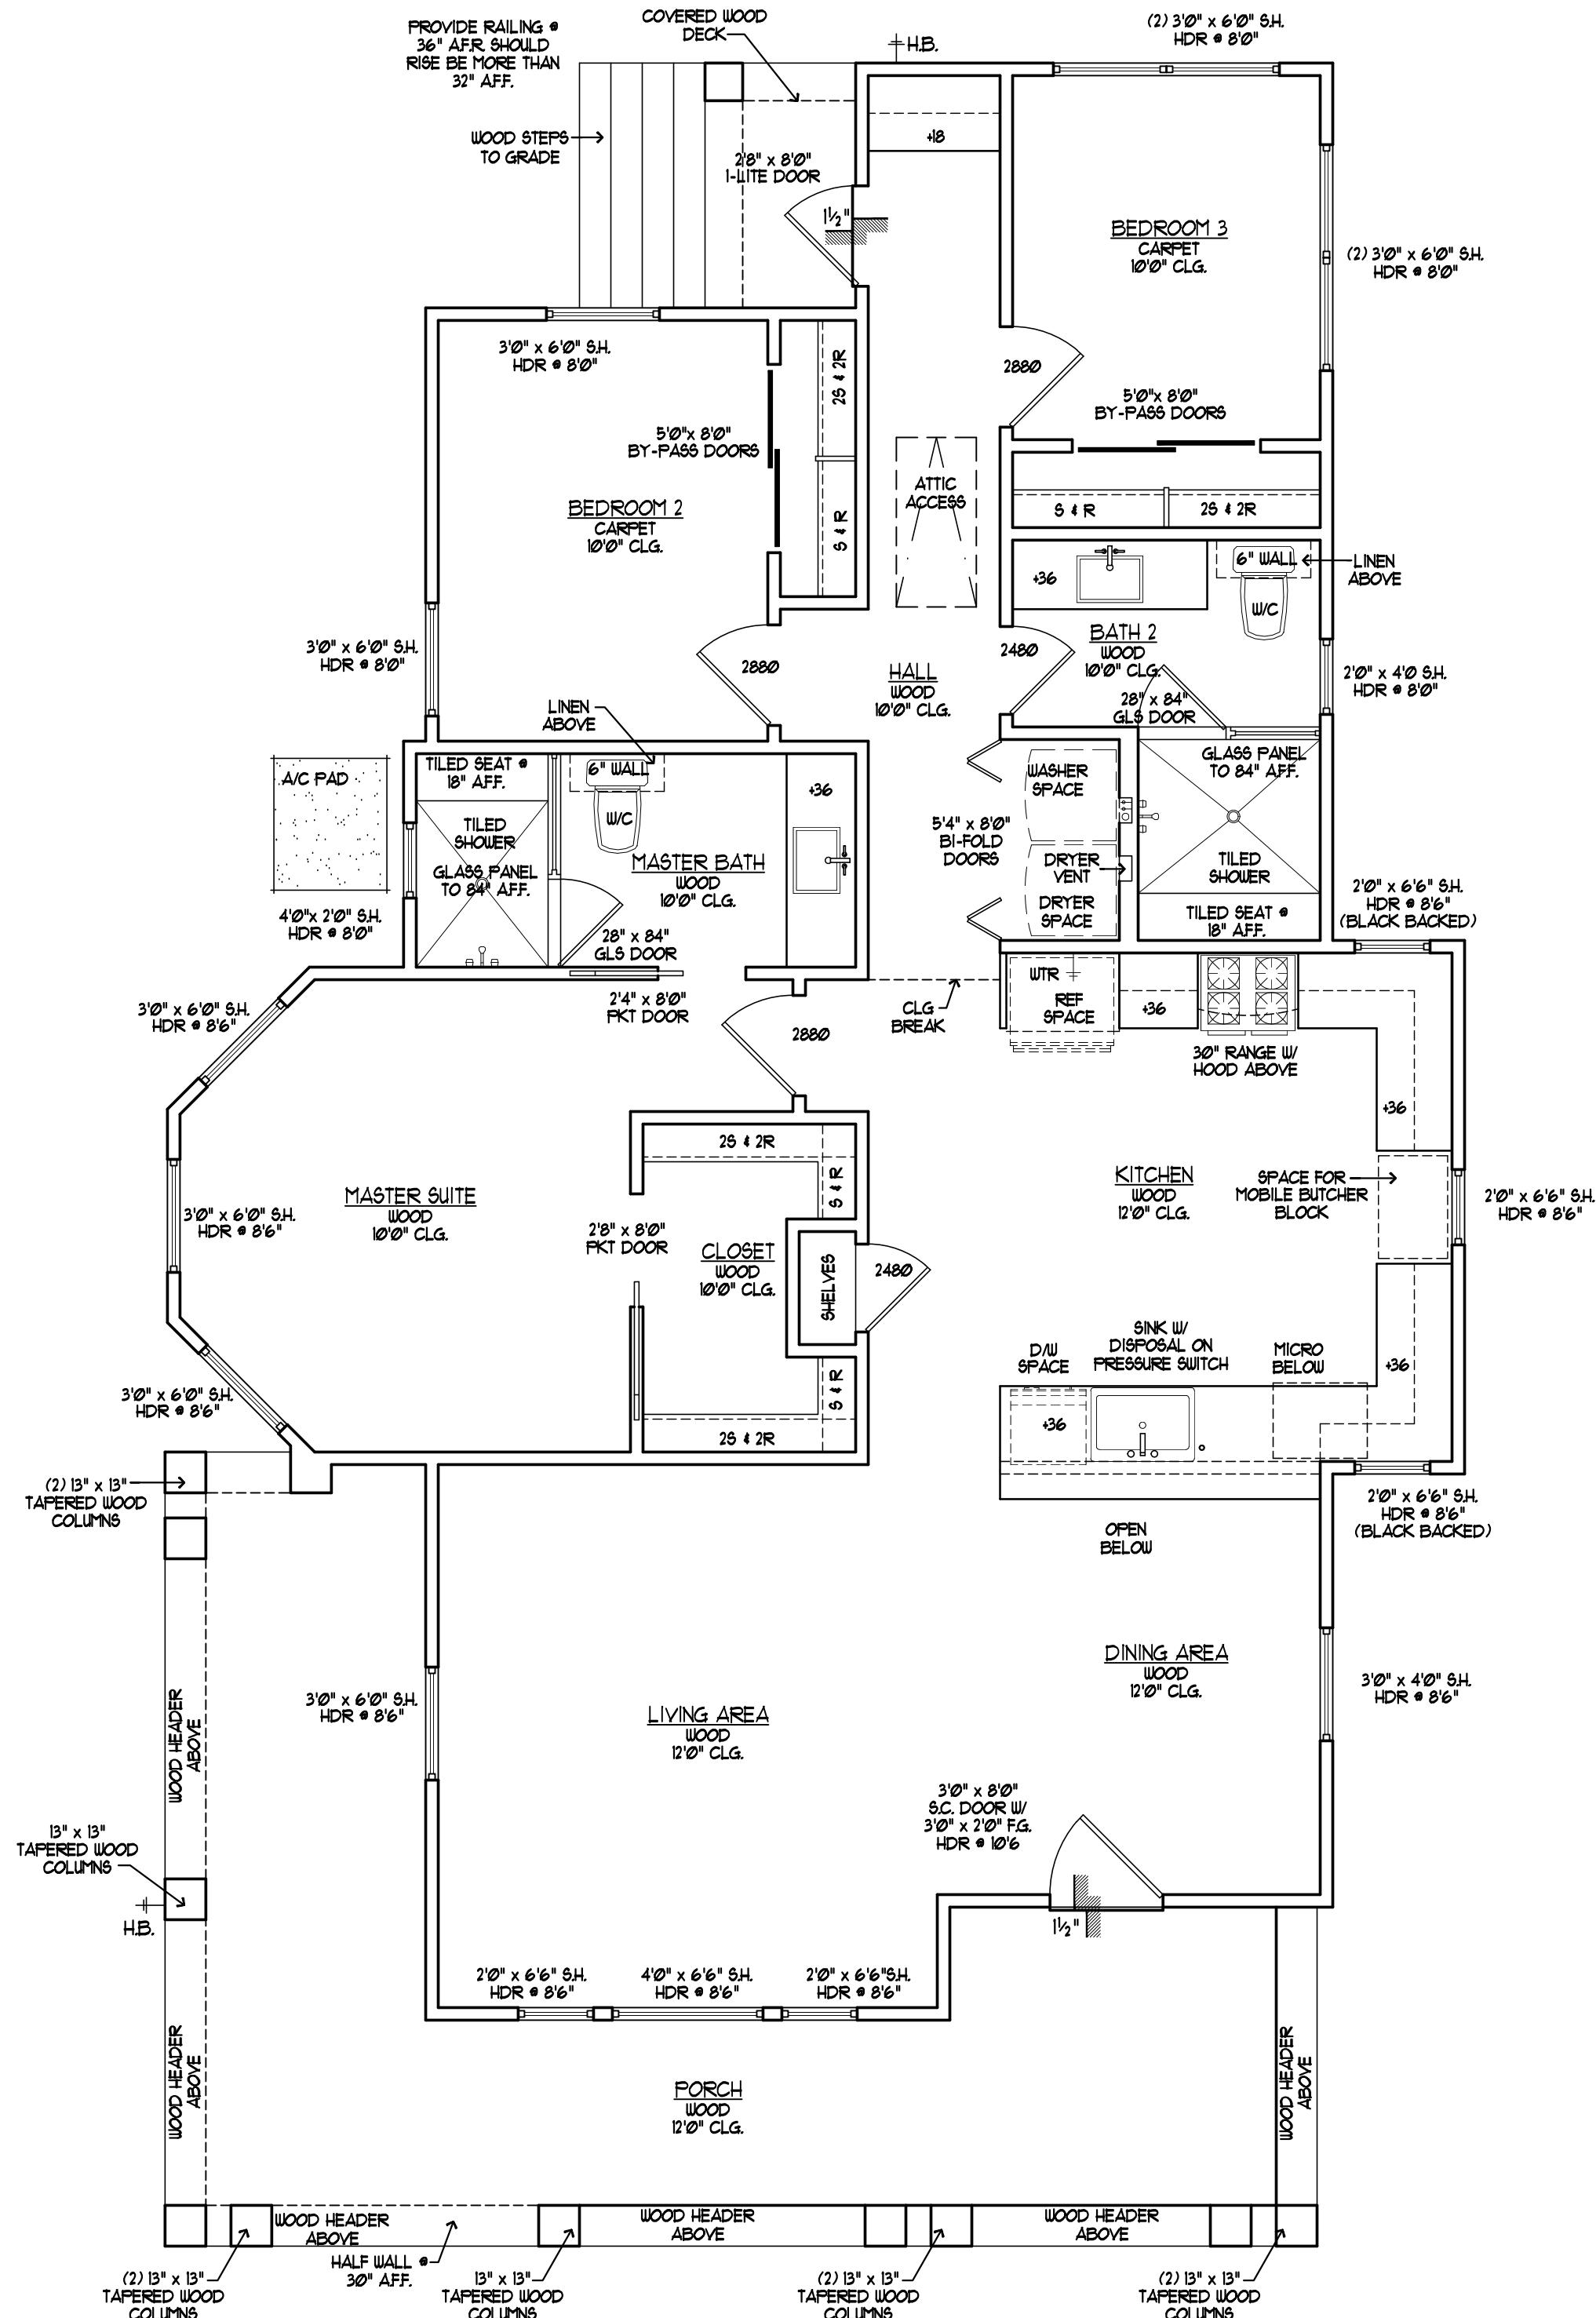 PROVIDE RAILING @
36" A.F.R. SHOULD
RISE BE MORE THAN
32" A.F.F.
COVERED WOOD
DECK
H.B.
(2) 3'0" x 6'0" S.H.
HDR @ 8'0"
WOOD STEPS
TO GRADE
2'8" x 8'0"
1-LITE DOOR
+18
1½"
BEDROOM 3
CARPET
10'0" CLG.
(2) 3'0" x 6'0" S.H.
HDR @ 8'0"
3'0" x 6'0" S.H.
HDR @ 8'0"
2S & 2R
2880
5'0"x 8'0"
BY-PASS DOORS
5'0"x 8'0"
BY-PASS DOORS
ATTIC
ACCESS
BEDROOM 2
CARPET
10'0" CLG.
S & R
S & R
2S & 2R
+36
6" WALL
LINEN
ABOVE
W/C
3'0" x 6'0" S.H.
HDR @ 8'0"
2880
HALL
WOOD
10'0" CLG.
2480
BATH 2
WOOD
10'0" CLG.
2'0" x 4'0 S.H.
HDR @ 8'0"
28" x 84"
GLS DOOR
LINEN
ABOVE
A/C PAD
TILED SEAT @
18" A.F.F.
6" WALL
+36
WASHER
SPACE
GLASS PANEL
TO 84" A.F.F.
TILED
SHOWER
W/C
5'4" x 8'0"
BI-FOLD
DOORS
GLASS PANEL
TO 84" A.F.F.
MASTER BATH
WOOD
10'0" CLG.
DRYER
VENT
TILED
SHOWER
DRYER
SPACE
4'0"x 2'0" S.H.
HDR @ 8'0"
28" x 84"
GLS DOOR
TILED SEAT @
18" A.F.F.
2'0" x 6'6" S.H.
HDR @ 8'6"
(BLACK BACKED)
3'0" x 6'0" S.H.
HDR @ 8'6"
2'4" x 8'0"
PKT DOOR
2880
CLG
BREAK
WTR
REF
SPACE
+36
30" RANGE W/
HOOD ABOVE
+36
2S & 2R
S & R
MASTER SUITE
WOOD
10'0" CLG.
3'0" x 6'0" S.H.
HDR @ 8'6"
2'8" x 8'0"
PKT DOOR
CLOSET
WOOD
10'0" CLG.
SHELVES
2480
KITCHEN
WOOD
12'0" CLG.
SPACE FOR
MOBILE BUTCHER
BLOCK
2'0" x 6'6" S.H.
HDR @ 8'6"
D/W
SPACE
SINK W/
DISPOSAL ON
PRESSURE SWITCH
MICRO
BELOW
+36
3'0" x 6'0" S.H.
HDR @ 8'6"
S & R
2S & 2R
+36
(2) 13" x 13"
TAPERED WOOD
COLUMNS
2'0" x 6'6" S.H.
HDR @ 8'6"
(BLACK BACKED)
OPEN
BELOW
DINING AREA
WOOD
12'0" CLG.
3'0" x 4'0" S.H.
HDR @ 8'6"
3'0" x 6'0" S.H.
HDR @ 8'6"
LIVING AREA
WOOD
12'0" CLG.
WOOD HEADER
ABOVE
13" x 13"
TAPERED WOOD
COLUMNS
H.B.
3'0" x 8'0"
S.C. DOOR W/
3'0" x 2'0" F.G.
HDR @ 10'6
1½"
2'0" x 6'6" S.H.
HDR @ 8'6"
4'0" x 6'6" S.H.
HDR @ 8'6"
2'0" x 6'6"S.H.
HDR @ 8'6"
WOOD HEADER
ABOVE
WOOD HEADER
ABOVE
PORCH
WOOD
12'0" CLG.
WOOD HEADER
ABOVE
WOOD HEADER
ABOVE
WOOD HEADER
ABOVE
HALF WALL @
30" A.F.F.
(2) 13" x 13"
TAPERED WOOD
COLUMNS
13" x 13"
TAPERED WOOD
COLUMNS
(2) 13" x 13"
TAPERED WOOD
COLUMNS
(2) 13" x 13"
TAPERED WOOD
COLUMNS